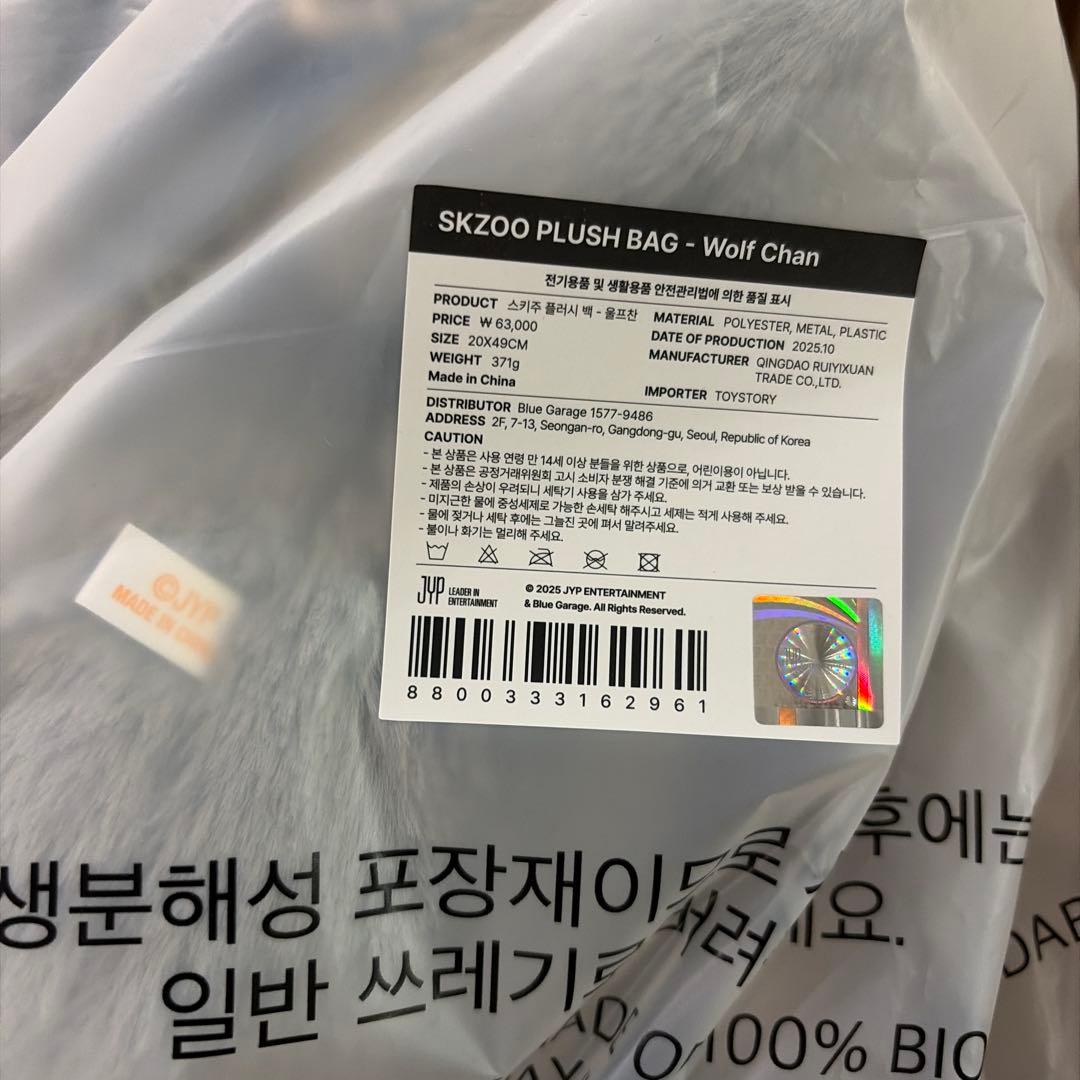 SKZOO PLUSH BAG - Wolf Chan
전기용품 및 생활용품 안전관리법에 의한 품질 표시
PRODUCT 스키주 플러시 백 - 울프찬
PRICE ₩ 63,000
SIZE 20X49CM
WEIGHT 371g
Made in China
MATERIAL POLYESTER, METAL, PLASTIC
DATE OF PRODUCTION 2025.10
MANUFACTURER QINGDAO RUIYIXUAN
TRADE CO.,LTD.
IMPORTER TOYSTORY
DISTRIBUTOR Blue Garage 1577-9486
ADDRESS 2F, 7-13, Seongan-ro, Gangdong-gu, Seoul, Republic of Korea
CAUTION
- 본 상품은 사용 연령 만 14세 이상 분들을 위한 상품으로, 어린이용이 아닙니다.
- 본 상품은 공정거래위원회 고시 소비자 분쟁 해결 기준에 의거 교환 또는 보상 받을 수 있습니다.
- 제품의 손상이 우려되니 세탁기 사용을 삼가 주세요.
- 미지근한 물에 중성세제로 가능한 손세탁 해주시고 세제는 적게 사용해 주세요.
- 물에 젖거나 세탁 후에는 그늘진 곳에 펴서 말려주세요.
- 불이나 화기는 멀리해 주세요.
JYP LEADER IN
ENTERTAINMENT
© 2025 JYP ENTERTAINMENT
& Blue Garage. All Rights Reserved.
8800333162961
©JYP
MADE IN
생분해성 포장재이므로 후에는
일반 쓰레기로 버려
100% BIO